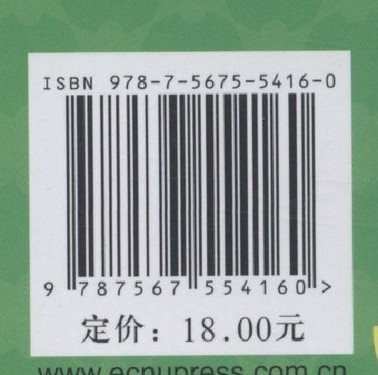 ISBN 978-7-5675-5416-0
9 787567 554160 >
定价：18.00元
www.ecnupress.com.cn